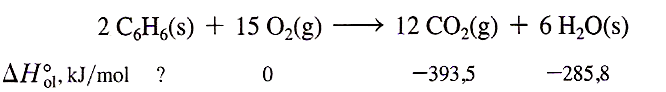 2 C₆H₆(s) + 15 O₂(g) ⟶ 12 CO₂(g) + 6 H₂O(s)
ΔH°ol, kJ/mol ? 0 −393,5 −285,8